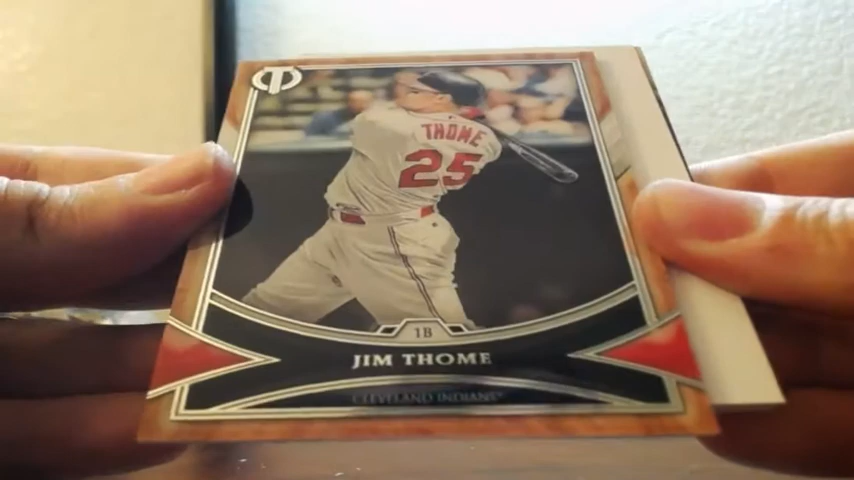 T
THOME
25
1B
JIM THOME
CLEVELAND INDIANS